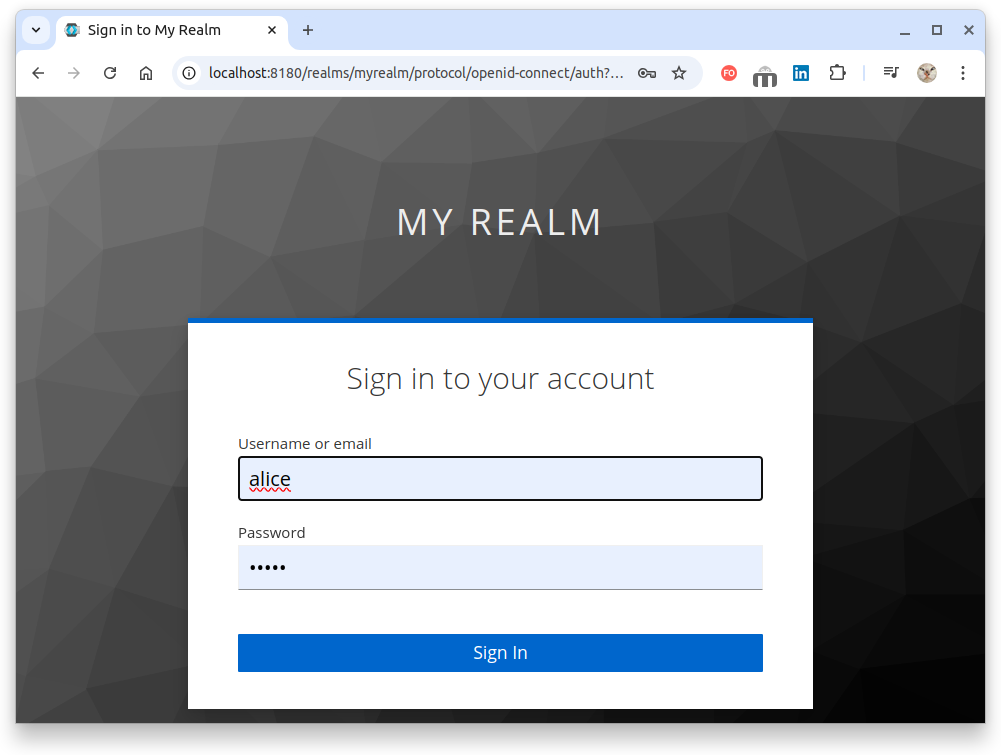 Sign in to My Realm
localhost:8180/realms/myrealm/protocol/openid-connect/auth?...
FO
in
MY REALM
Sign in to your account
Username or email
alice
Password
•••••
Sign In